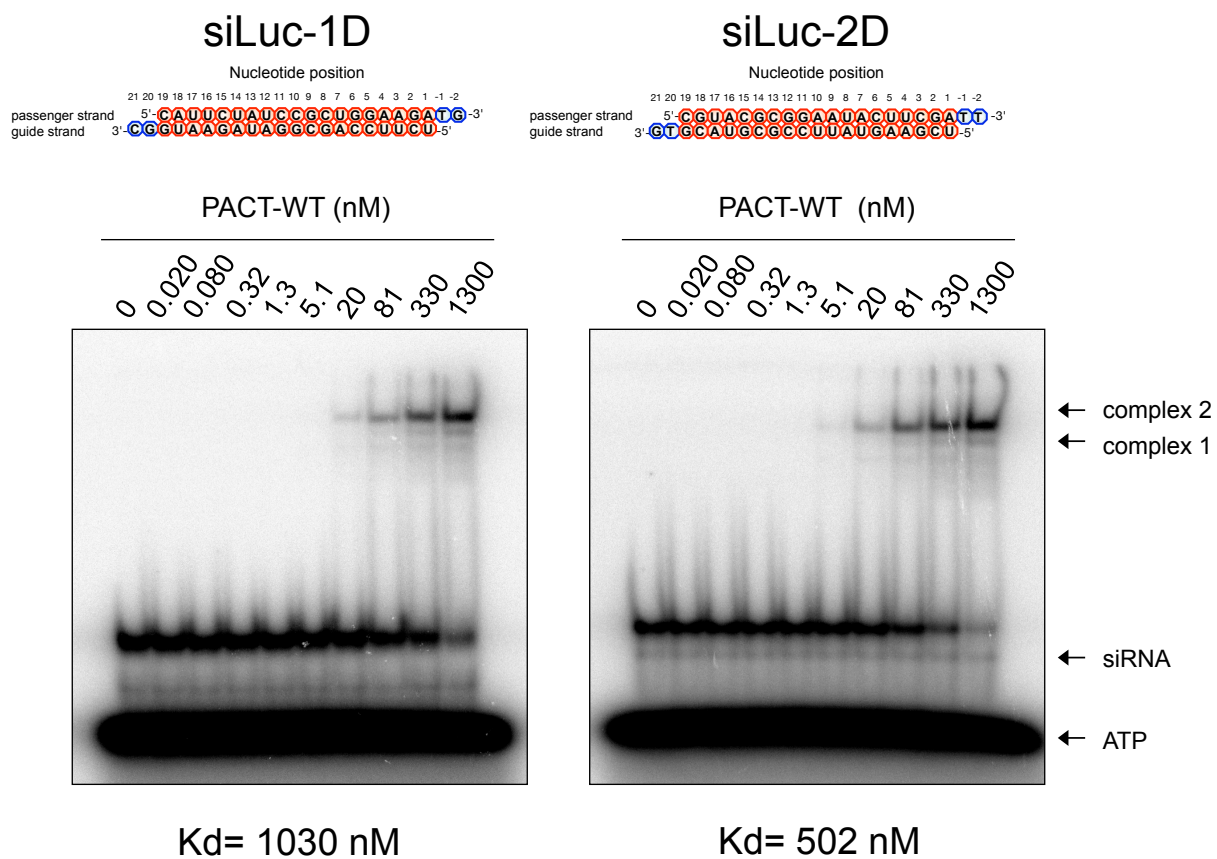 siLuc-1D
Nucleotide position
21 20 19 18 17 16 15 14 13 12 11 10 9 8 7 6 5 4 3 2 1 -1 -2
passenger strand 5'- CAUUCUAUCCGCUGGAAGATG -3'
guide strand 3'- CGGUAAGAUAGGCGACCUUCU -5'
PACT-WT (nM)
0 0.020 0.080 0.32 1.3 5.1 20 81 330 1300
Kd= 1030 nM
siLuc-2D
Nucleotide position
21 20 19 18 17 16 15 14 13 12 11 10 9 8 7 6 5 4 3 2 1 -1 -2
passenger strand 5'- CGUACGCGGAAUACUUCGATT -3'
guide strand 3'- GTGCAUGCGCCUUAUGAAGCU -5'
PACT-WT (nM)
0 0.020 0.080 0.32 1.3 5.1 20 81 330 1300
← complex 2
← complex 1
← siRNA
← ATP
Kd= 502 nM